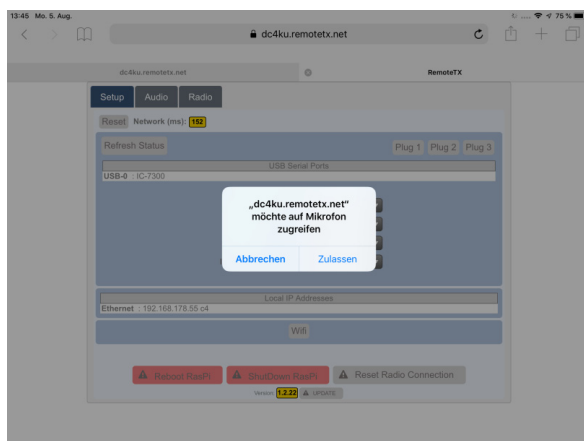 13:45 Mo. 5. Aug.
75 %
dc4ku.remotetx.net
dc4ku.remotetx.net
RemoteTX
Setup Audio Radio
Reset Network (ms): 152
Refresh Status
Plug 1 Plug 2 Plug 3
USB Serial Ports
USB-0 : IC-7300
„dc4ku.remotetx.net“
möchte auf Mikrofon
zugreifen
Abbrechen Zulassen
Local IP Addresses
Ethernet : 192.168.178.55 c4
Wifi
Reboot RasPi ShutDown RasPi Reset Radio Connection
Version: 1.2.22 UPDATE